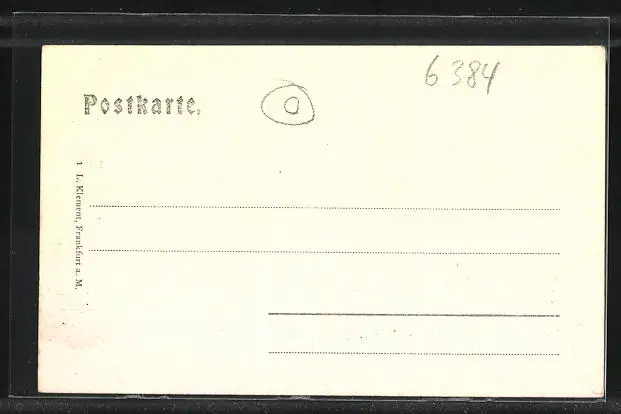 6384
Postkarte.
0
1 L. Klement, Frankfurt a. M.